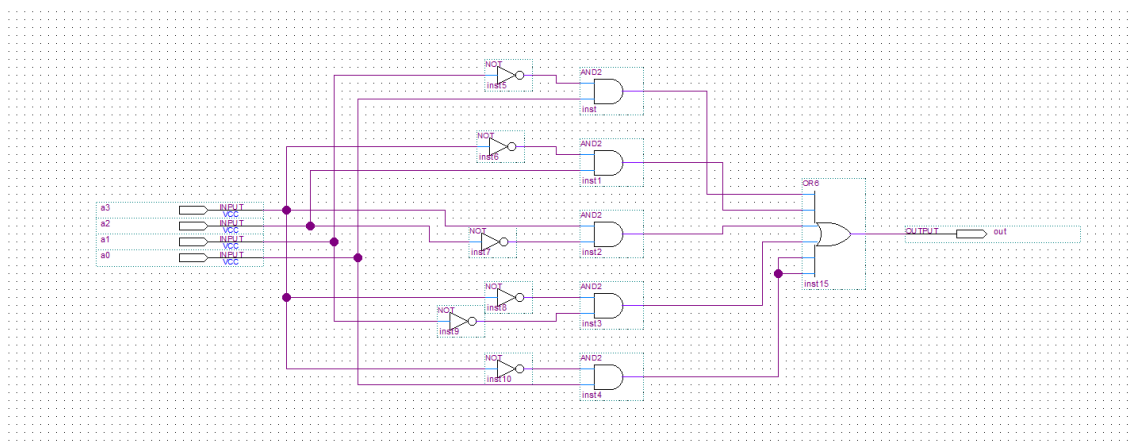 NOT
inst5
AND2
inst
NOT
inst6
AND2
inst1
OR6
inst15
a3
INPUT
VCC
a2
INPUT
VCC
a1
INPUT
VCC
a0
INPUT
VCC
NOT
inst7
AND2
inst2
OUTPUT
out
NOT
inst8
AND2
inst3
NOT
inst9
NOT
inst10
AND2
inst4